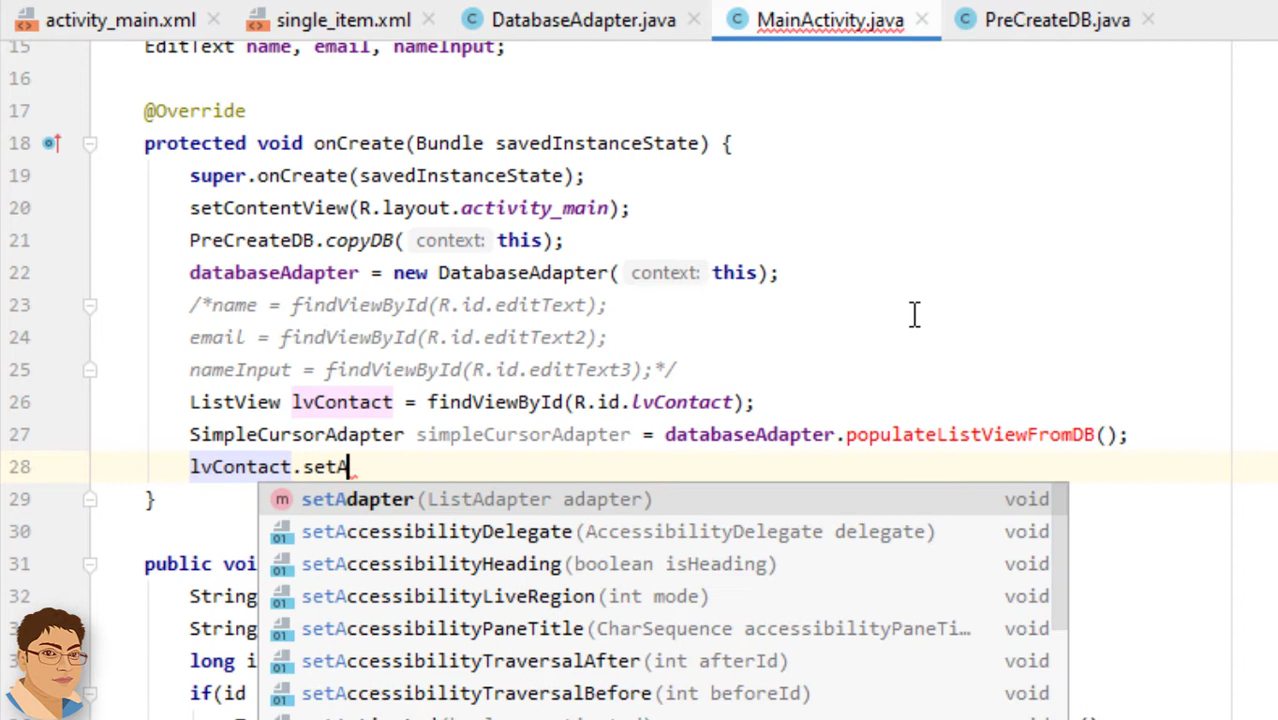 activity_main.xml single_item.xml DatabaseAdapter.java MainActivity.java PreCreateDB.java
15 EditText name, email, nameInput;
16
17 @Override
18 protected void onCreate(Bundle savedInstanceState) {
19 super.onCreate(savedInstanceState);
20 setContentView(R.layout.activity_main);
21 PreCreateDB.copyDB( context: this);
22 databaseAdapter = new DatabaseAdapter( context: this);
23 /*name = findViewById(R.id.editText);
24 email = findViewById(R.id.editText2);
25 nameInput = findViewById(R.id.editText3);*/
26 ListView lvContact = findViewById(R.id.lvContact);
27 SimpleCursorAdapter simpleCursorAdapter = databaseAdapter.populateListViewFromDB();
28 lvContact.setA
29 } setAdapter(ListAdapter adapter) void
30 setAccessibilityDelegate(AccessibilityDelegate delegate) void
31 public voi setAccessibilityHeading(boolean isHeading) void
32 String setAccessibilityLiveRegion(int mode) void
String setAccessibilityPaneTitle(CharSequence accessibilityPaneTi… void
long i setAccessibilityTraversalAfter(int afterId) void
if(id setAccessibilityTraversalBefore(int beforeId) void